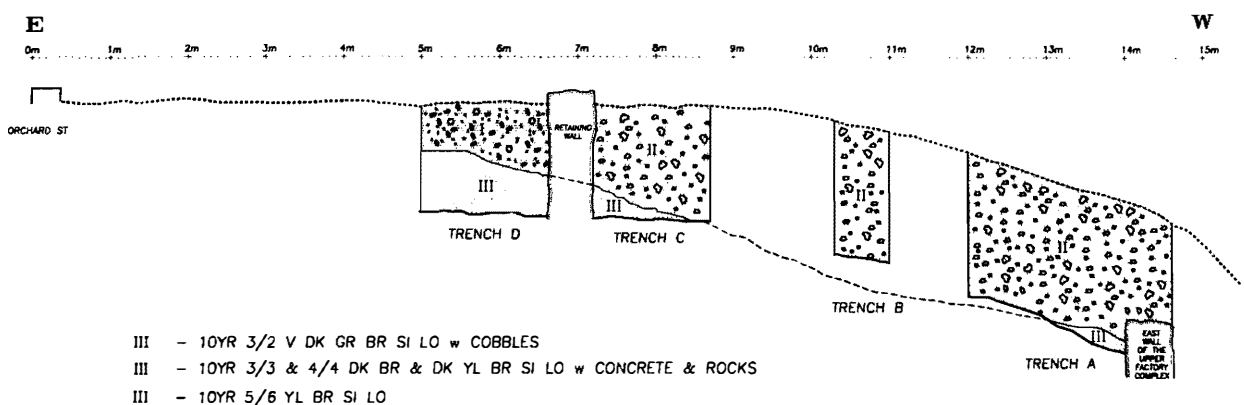 E W
0m 1m 2m 3m 4m 5m 6m 7m 8m 9m 10m 11m 12m 13m 14m 15m
ORCHARD ST
I
RETAINING
WALL
II
II
II
III
III
III
TRENCH D
TRENCH C
TRENCH B
TRENCH A
EAST
WALL
OF THE
UPPER
FACTORY
COMPLEX
III - 10YR 3/2 V DK GR BR SI LO w COBBLES
III - 10YR 3/3 & 4/4 DK BR & DK YL BR SI LO w CONCRETE & ROCKS
III - 10YR 5/6 YL BR SI LO